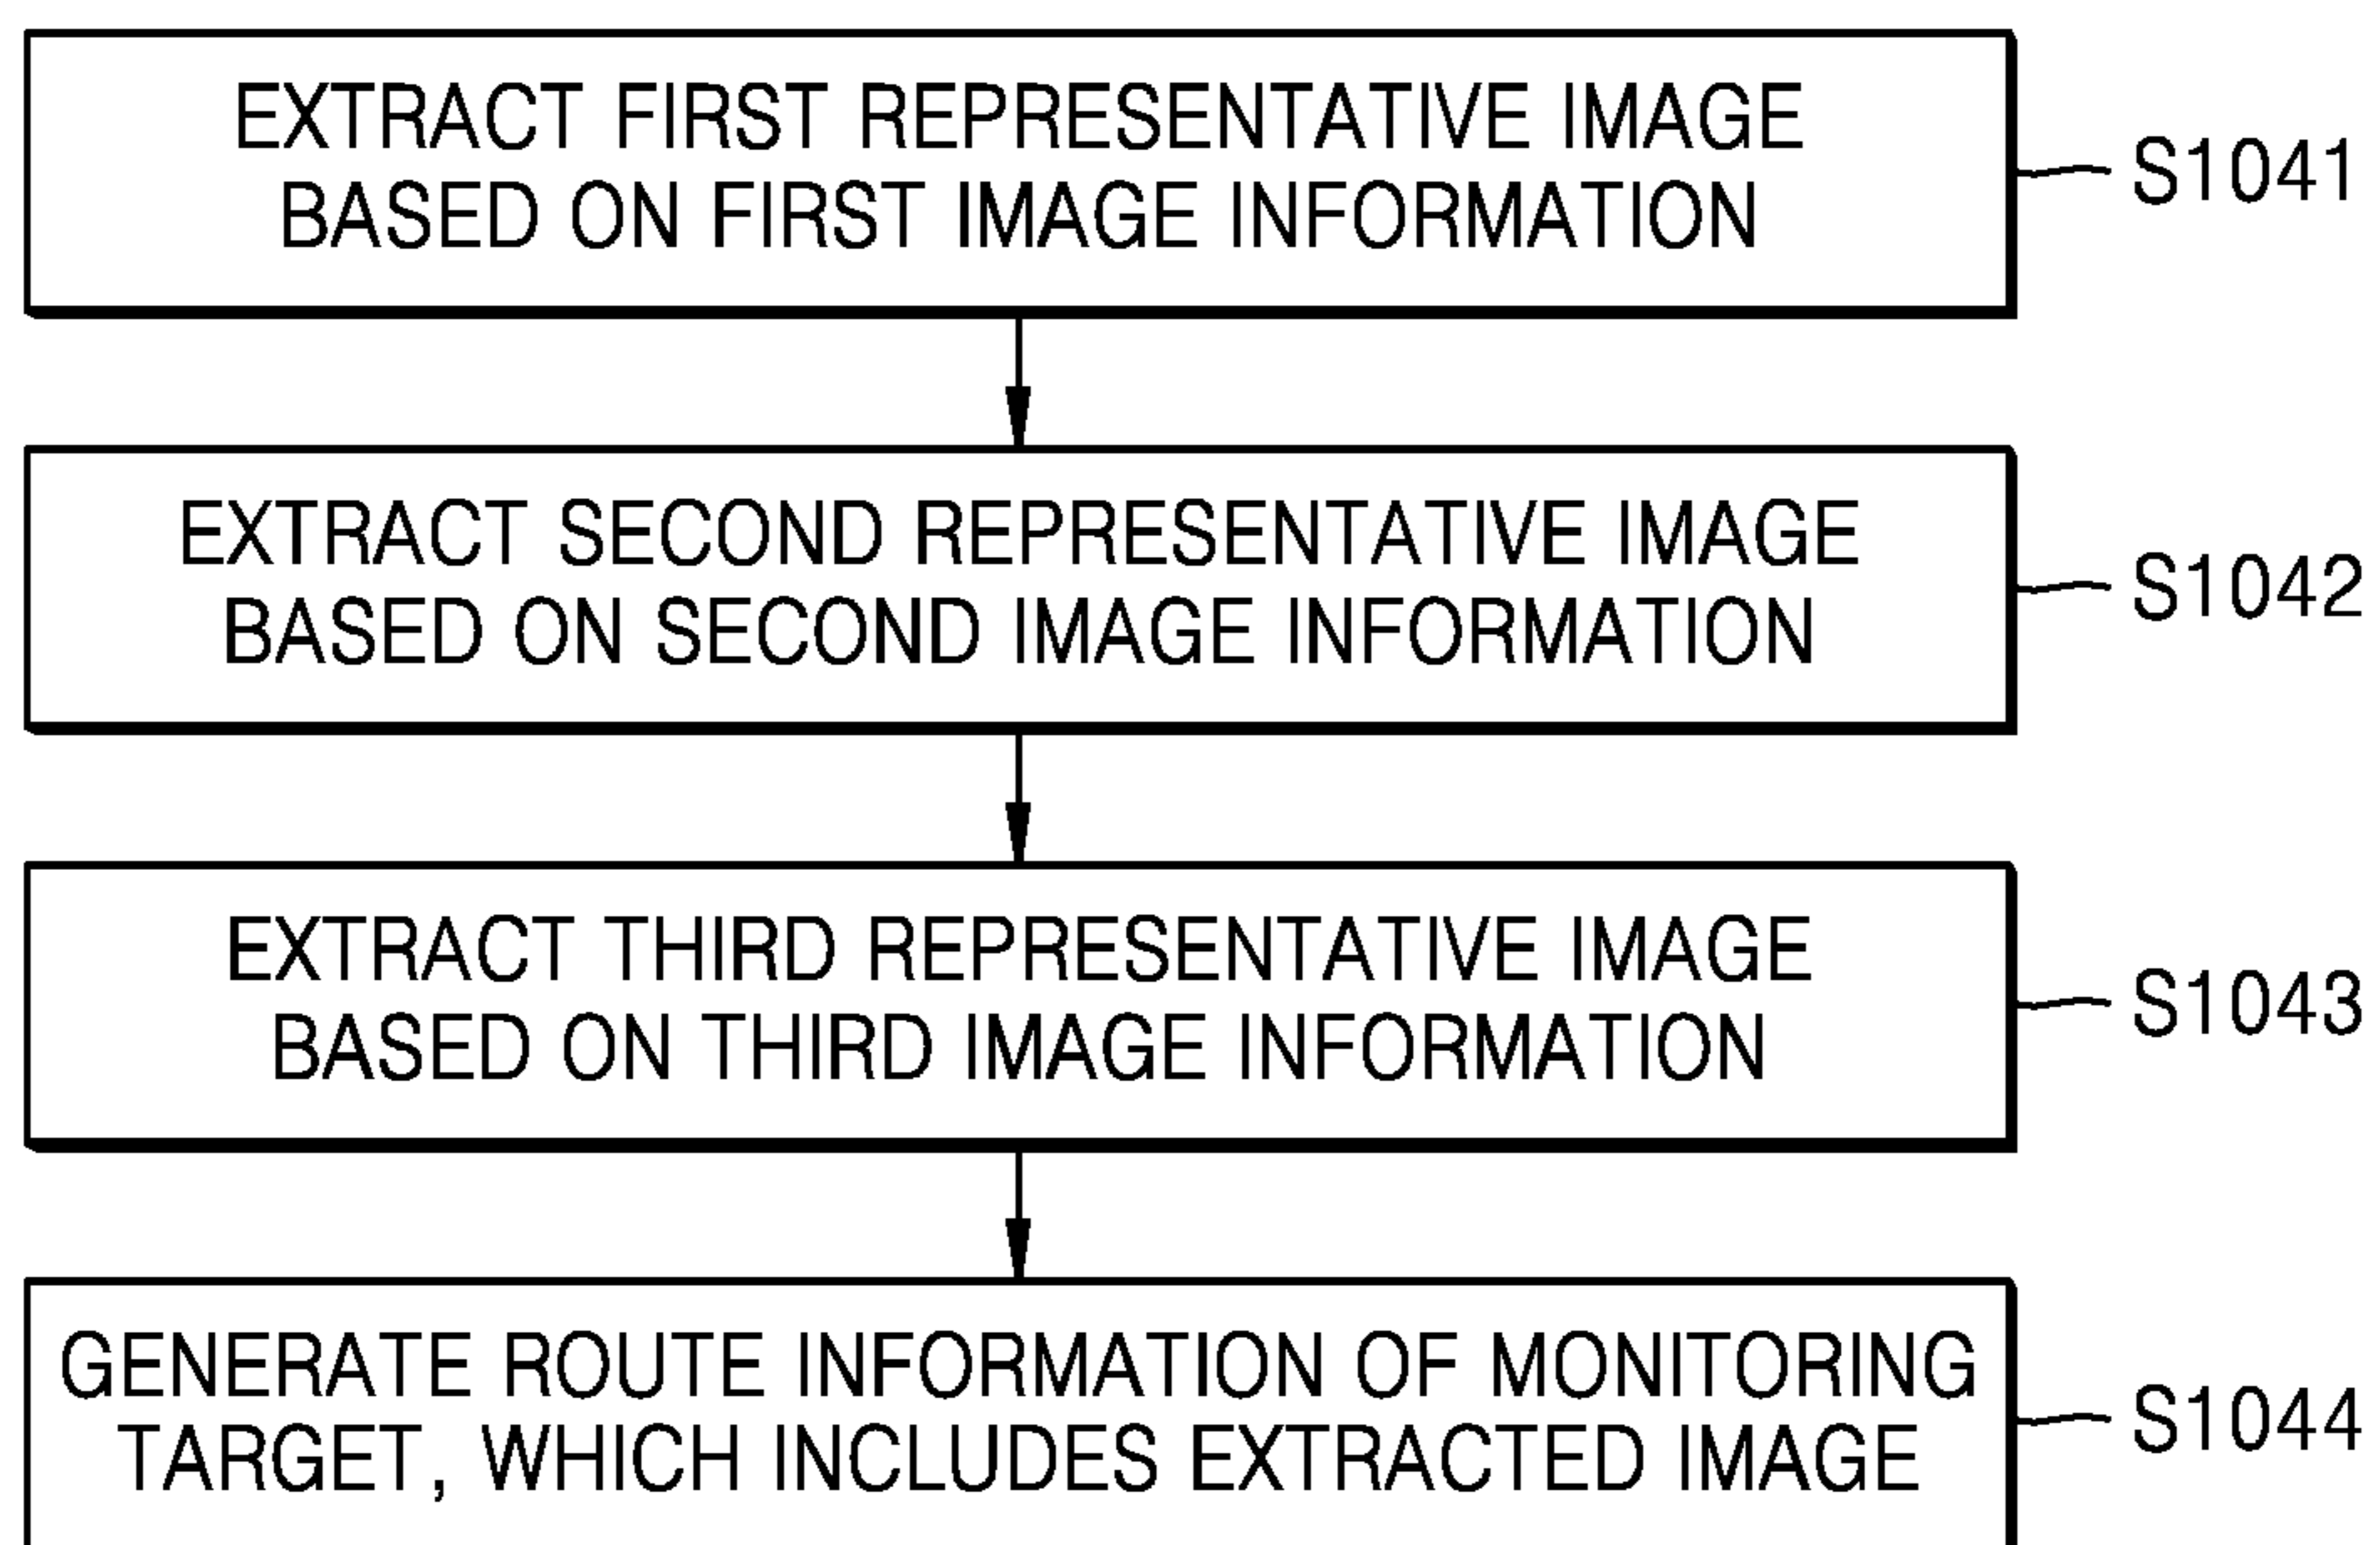 EXTRACT FIRST REPRESENTATIVE IMAGE
BASED ON FIRST IMAGE INFORMATION
S1041
EXTRACT SECOND REPRESENTATIVE IMAGE
BASED ON SECOND IMAGE INFORMATION
S1042
EXTRACT THIRD REPRESENTATIVE IMAGE
BASED ON THIRD IMAGE INFORMATION
S1043
GENERATE ROUTE INFORMATION OF MONITORING
TARGET, WHICH INCLUDES EXTRACTED IMAGE
S1044